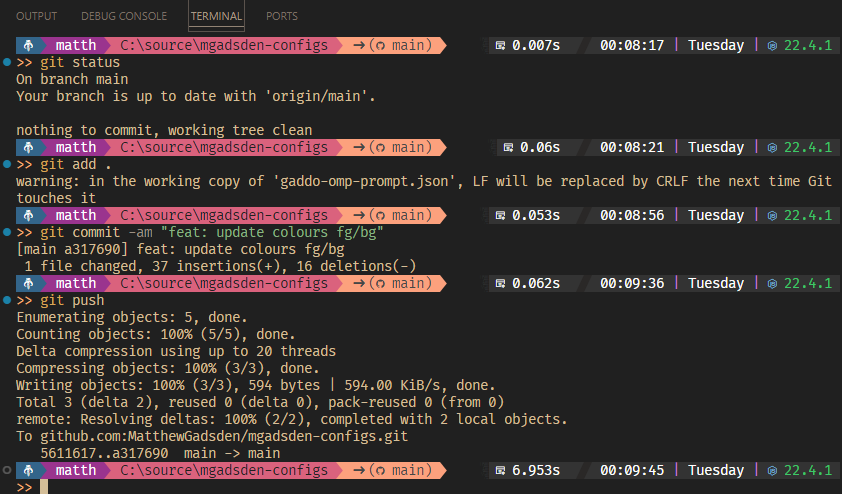 OUTPUT DEBUG CONSOLE TERMINAL PORTS
matth C:\source\mgadsden-configs →( main) 0.007s 00:08:17 | Tuesday | 22.4.1
>> git status
On branch main
Your branch is up to date with 'origin/main'.
nothing to commit, working tree clean
matth C:\source\mgadsden-configs →( main) 0.06s 00:08:21 | Tuesday | 22.4.1
>> git add .
warning: in the working copy of 'gaddo-omp-prompt.json', LF will be replaced by CRLF the next time Git
touches it
matth C:\source\mgadsden-configs →( main) 0.053s 00:08:56 | Tuesday | 22.4.1
>> git commit -am "feat: update colours fg/bg"
[main a317690] feat: update colours fg/bg
1 file changed, 37 insertions(+), 16 deletions(-)
matth C:\source\mgadsden-configs →( main) 0.062s 00:09:36 | Tuesday | 22.4.1
>> git push
Enumerating objects: 5, done.
Counting objects: 100% (5/5), done.
Delta compression using up to 20 threads
Compressing objects: 100% (3/3), done.
Writing objects: 100% (3/3), 594 bytes | 594.00 KiB/s, done.
Total 3 (delta 2), reused 0 (delta 0), pack-reused 0 (from 0)
remote: Resolving deltas: 100% (2/2), completed with 2 local objects.
To github.com:MatthewGadsden/mgadsden-configs.git
5611617..a317690 main -> main
matth C:\source\mgadsden-configs →( main) 6.953s 00:09:45 | Tuesday | 22.4.1
>>